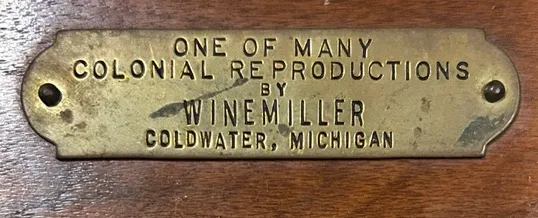 ONE OF MANY
COLONIAL REPRODUCTIONS
BY
WINEMILLER
COLDWATER, MICHIGAN